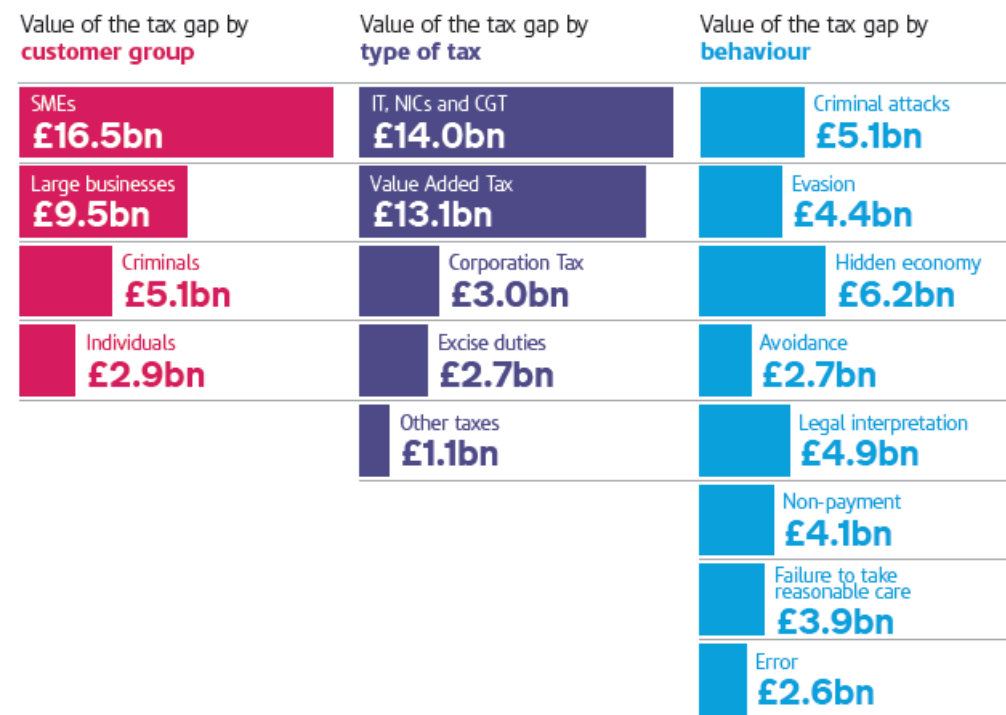 Value of the tax gap by
customer group
SMEs
£16.5bn
Large businesses
£9.5bn
Criminals
£5.1bn
Individuals
£2.9bn
Value of the tax gap by
type of tax
IT, NICs and CGT
£14.0bn
Value Added Tax
£13.1bn
Corporation Tax
£3.0bn
Excise duties
£2.7bn
Other taxes
£1.1bn
Value of the tax gap by
behaviour
Criminal attacks
£5.1bn
Evasion
£4.4bn
Hidden economy
£6.2bn
Avoidance
£2.7bn
Legal interpretation
£4.9bn
Non-payment
£4.1bn
Failure to take
reasonable care
£3.9bn
Error
£2.6bn